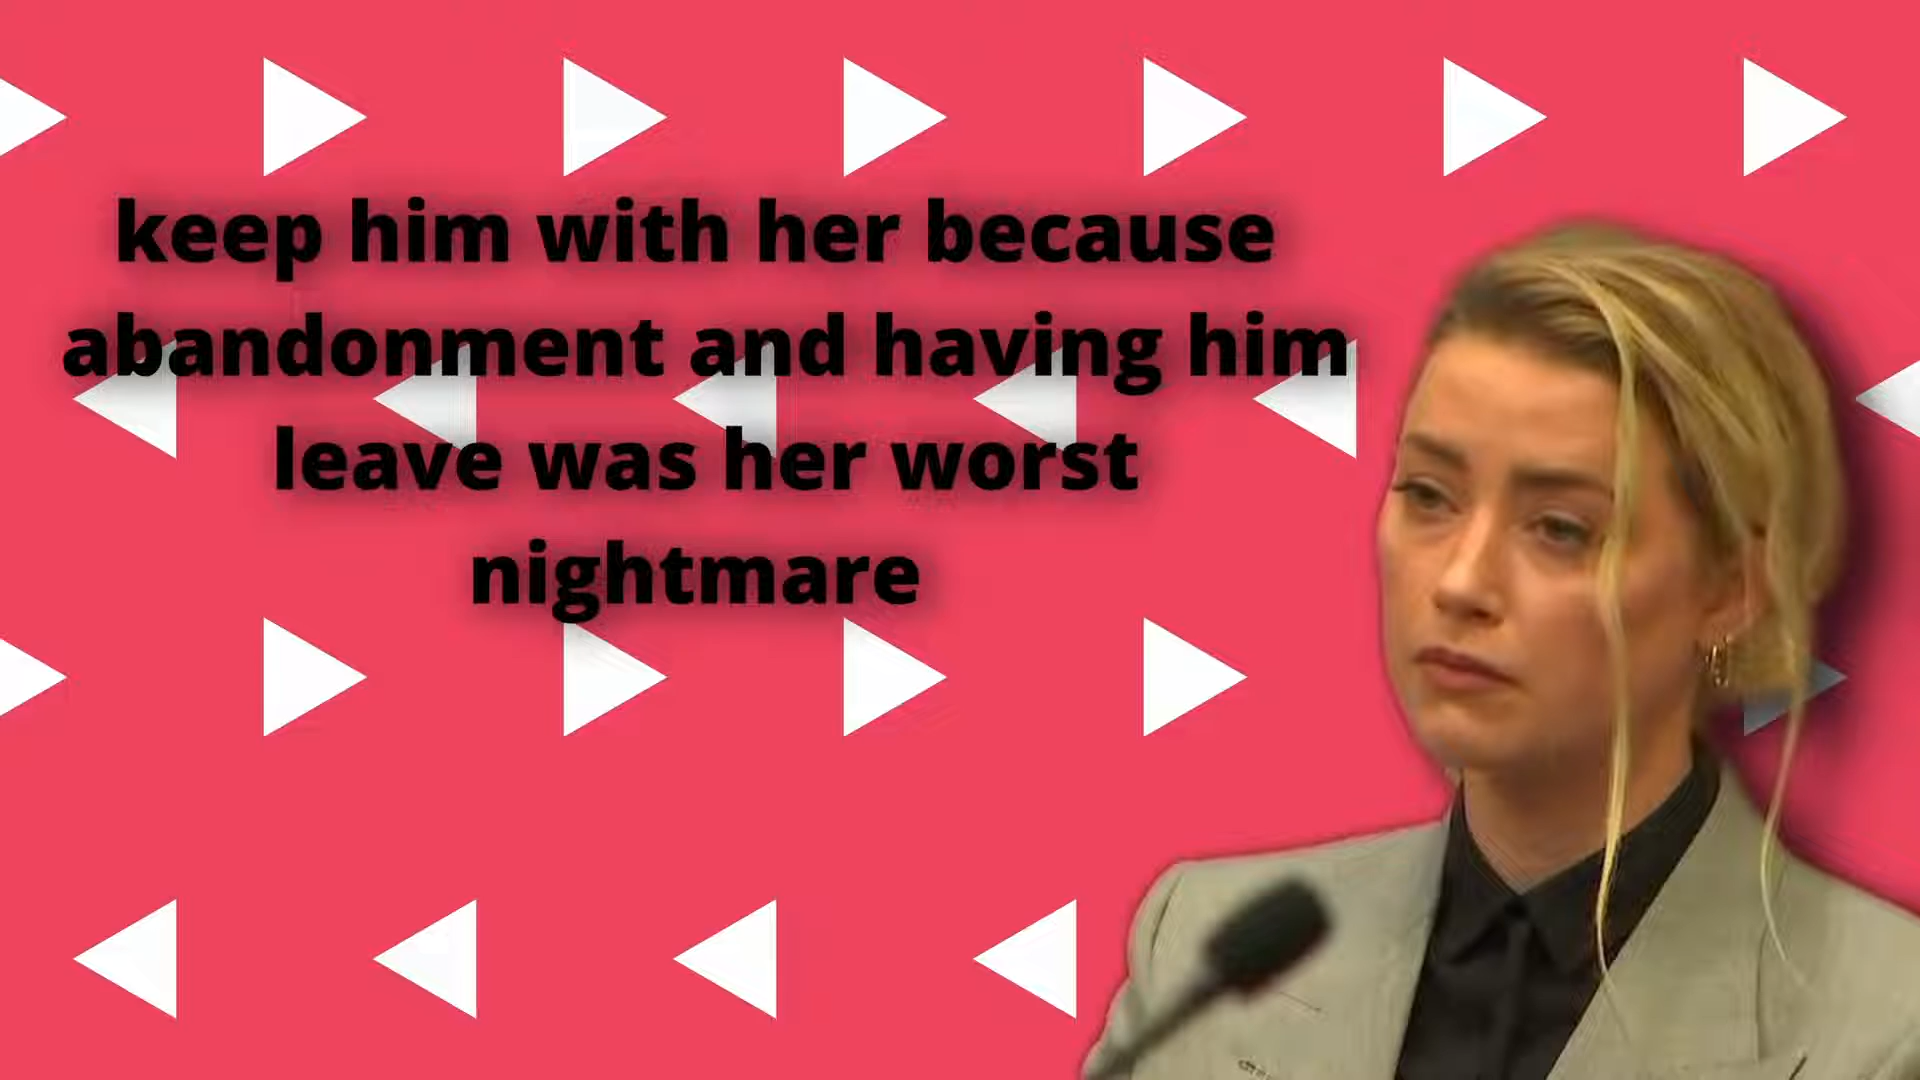 keep him with her because
abandonment and having him
leave was her worst
nightmare